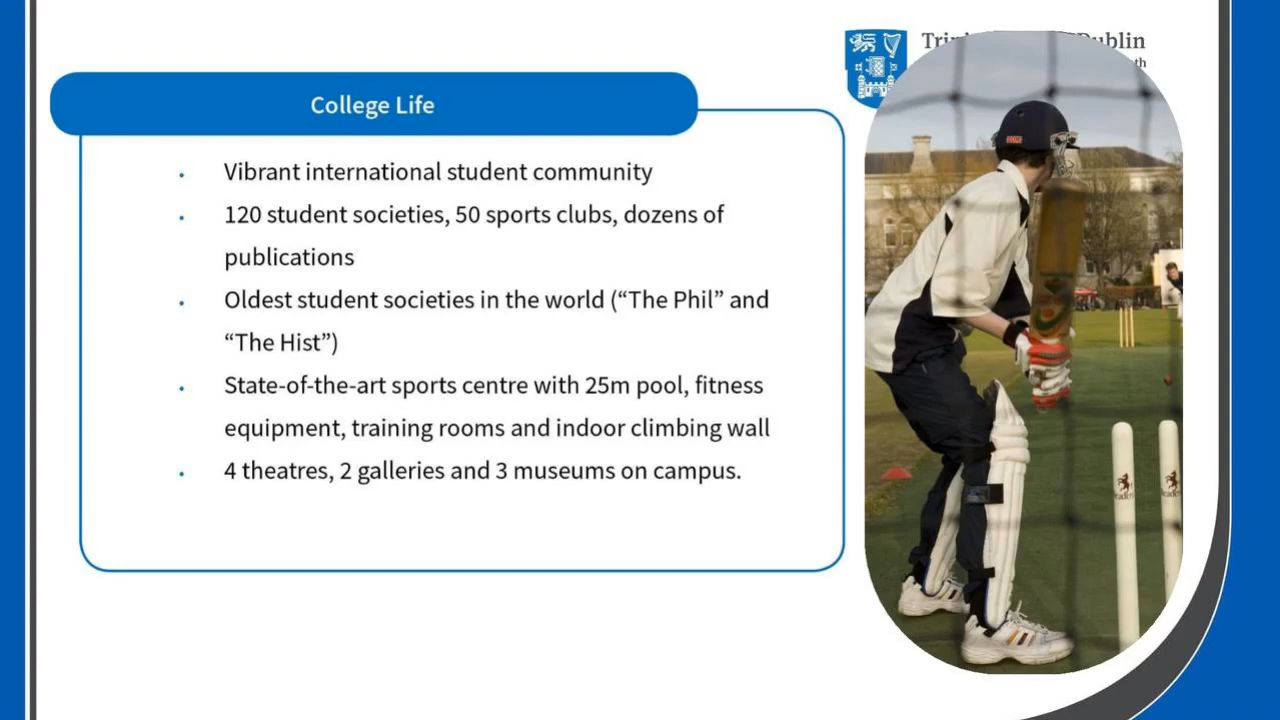 Dublin
College Life
Vibrant international student community
120 student societies, 50 sports clubs, dozens of
publications
Oldest student societies in the world (“The Phil” and
“The Hist”)
State-of-the-art sports centre with 25m pool, fitness
equipment, training rooms and indoor climbing wall
4 theatres, 2 galleries and 3 museums on campus.